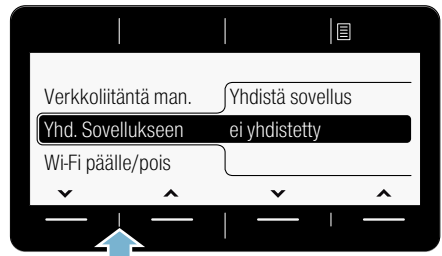 Verkkoliitäntä man. Yhdistä sovellus
Yhd. Sovellukseen ei yhdistetty
Wi-Fi päälle/pois